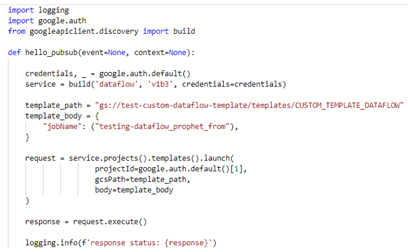 import logging
import google.auth
from googleapiclient.discovery import build
def hello_pubsub(event=None, context=None):
    credentials, _ = google.auth.default()
    service = build('dataflow', 'v1b3', credentials=credentials)
    template_path = "gs://test-custom-dataflow-template/templates/CUSTOM_TEMPLATE_DATAFLOW"
    template_body = {
        "jobName": ("testing-dataflow_prophet_from"),
    }
    request = service.projects().templates().launch(
                projectId=google.auth.default()[1],
                gcsPath=template_path,
                body=template_body
    )
    response = request.execute()
    logging.info(f'response status: {response}')